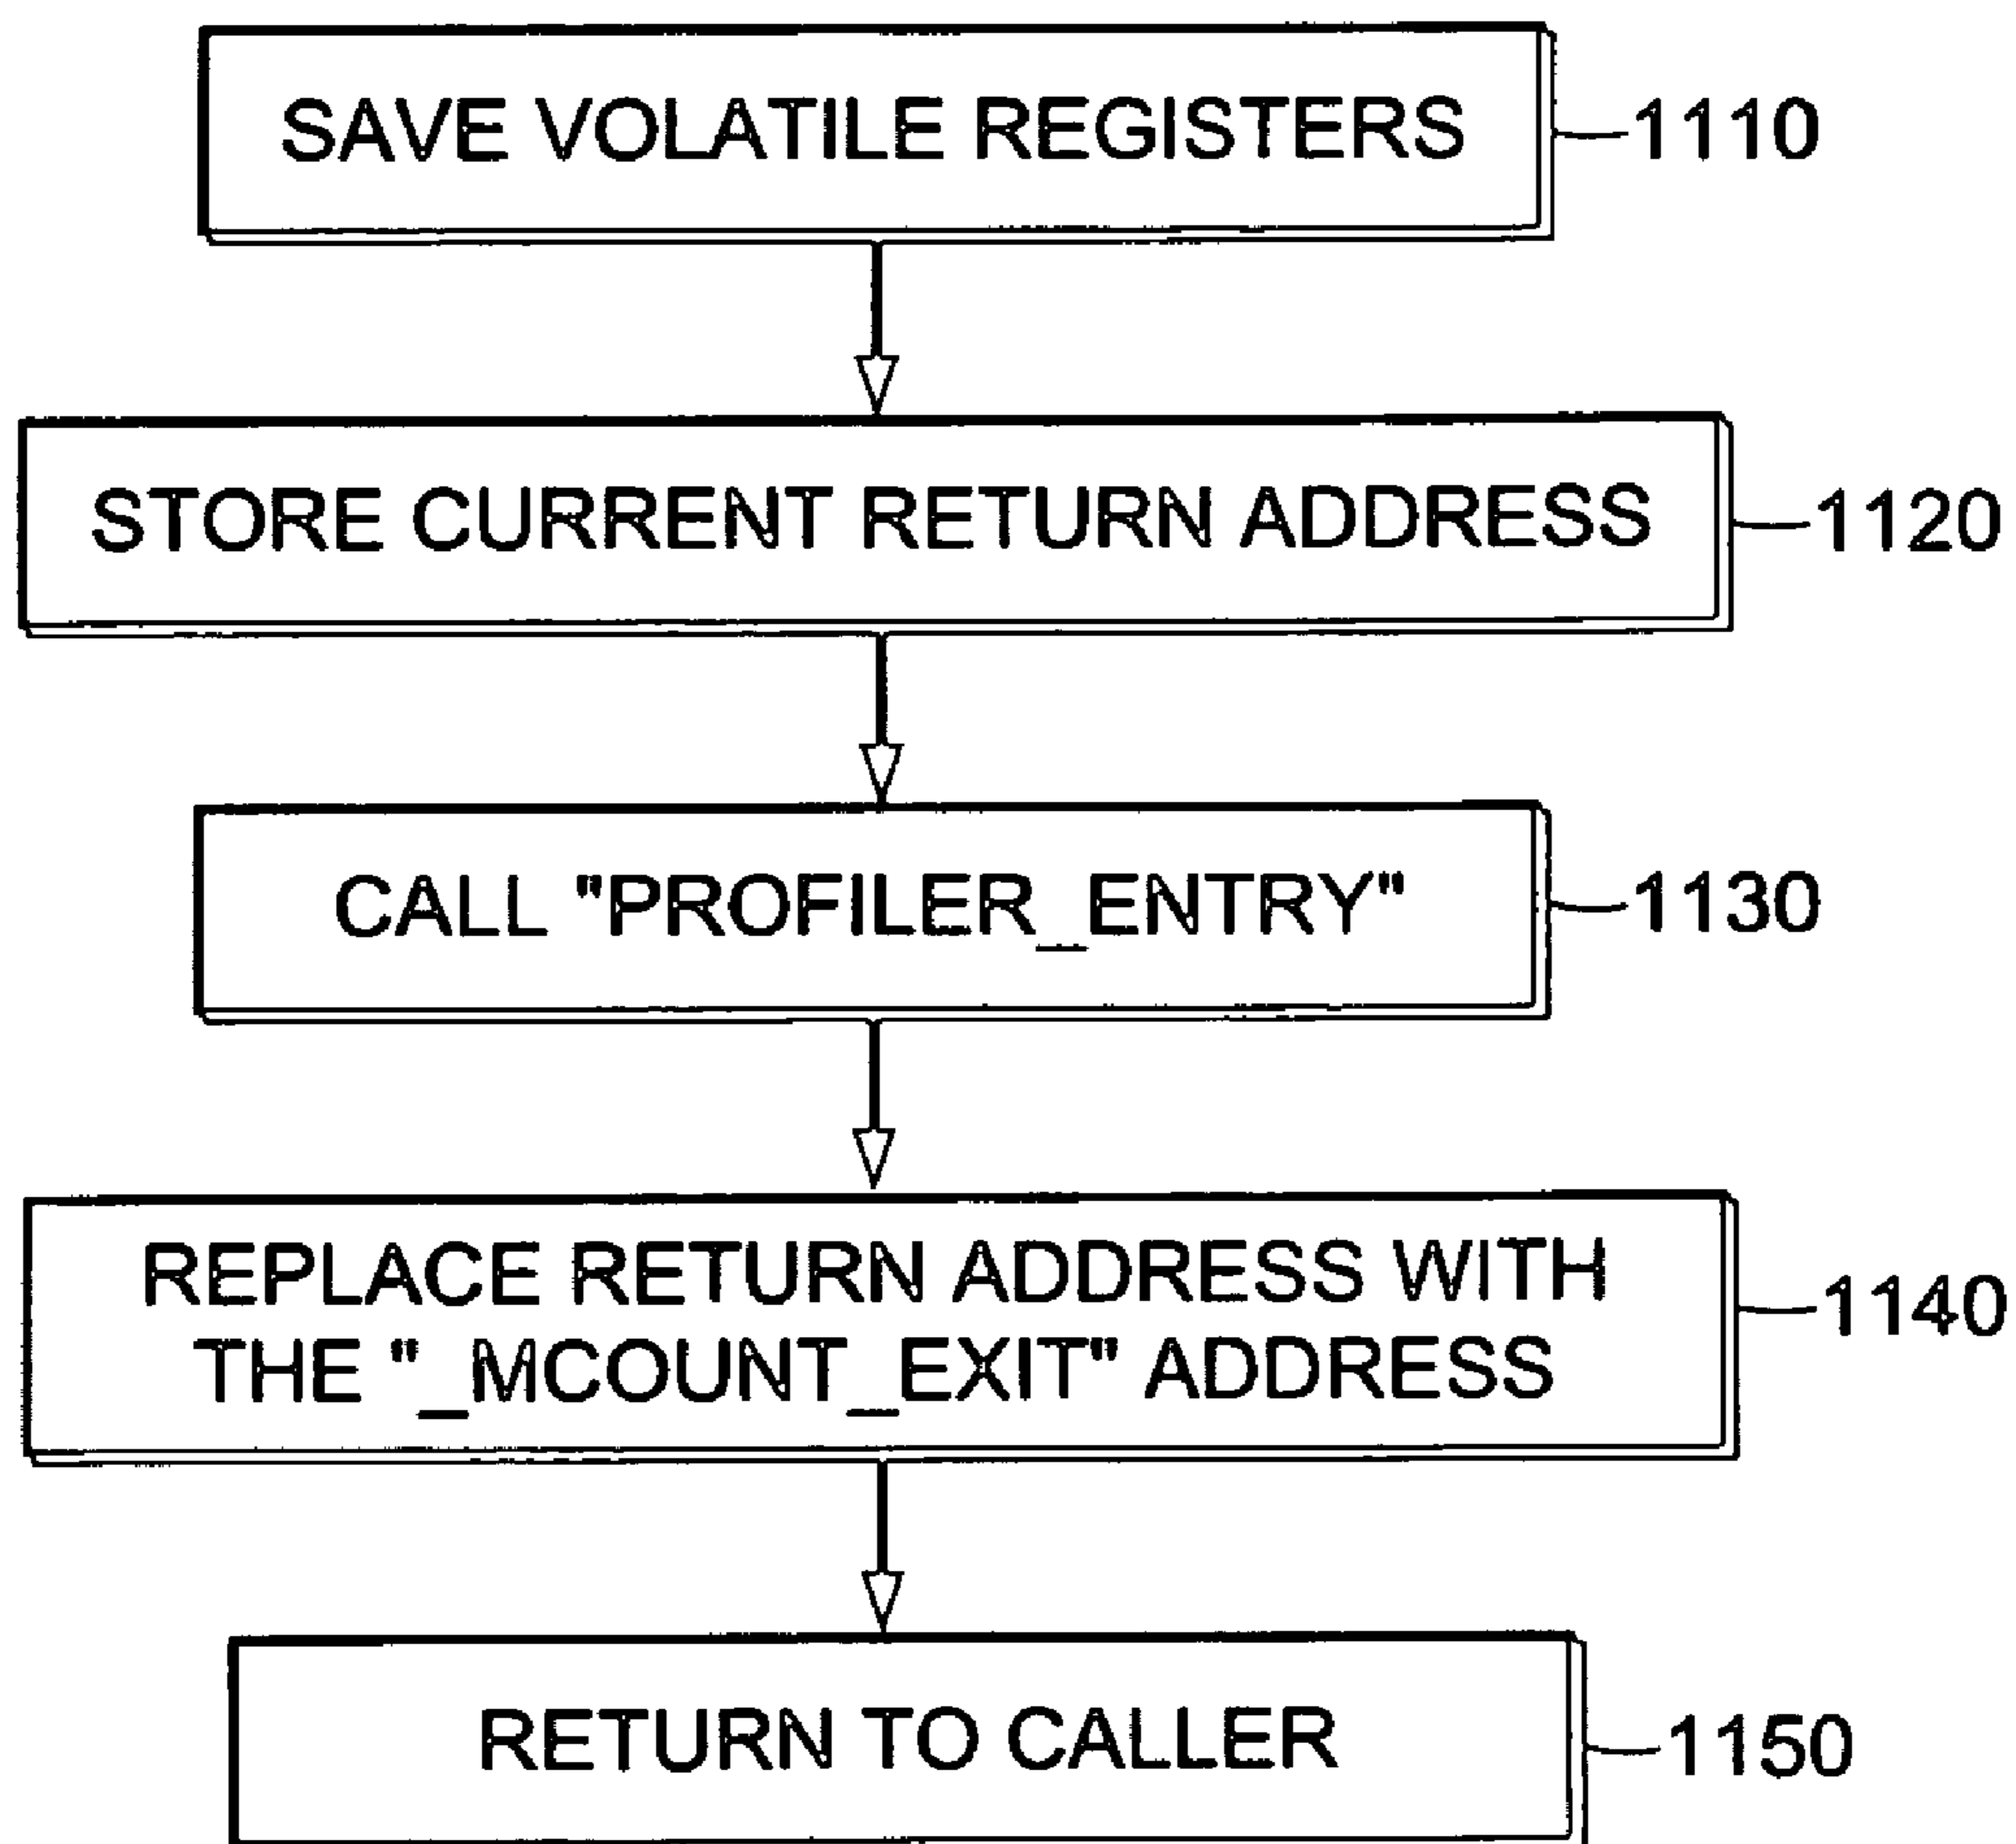 SAVE VOLATILE REGISTERS
1110
STORE CURRENT RETURN ADDRESS
1120
CALL "PROFILER_ENTRY"
1130
REPLACE RETURN ADDRESS WITH
THE "_MCOUNT_EXIT" ADDRESS
1140
RETURN TO CALLER
1150